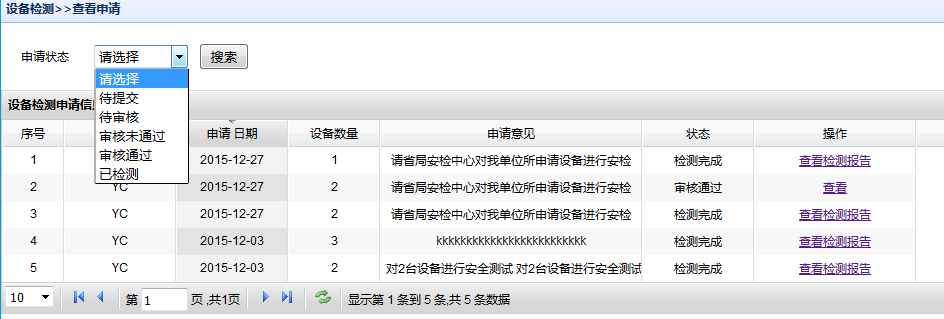 设备检测>>查看申请
申请状态 请选择 搜索
请选择
待提交
待审核
审核未通过
审核通过
已检测
设备检测申请信
序号 申请日期 设备数量 申请意见 状态 操作
1 2015-12-27 1 请省局安检中心对我单位所申请设备进行安检 检测完成 查看检测报告
2 YC 2015-12-27 2 请省局安检中心对我单位所申请设备进行安检 审核通过 查看
3 YC 2015-12-27 2 请省局安检中心对我单位所申请设备进行安检 检测完成 查看检测报告
4 YC 2015-12-03 3 kkkkkkkkkkkkkkkkkkkkkkkkk 检测完成 查看检测报告
5 YC 2015-12-03 2 对2台设备进行安全测试 对2台设备进行安全测试 检测完成 查看检测报告
10 第 1 页 ,共1页 显示第 1 条到 5 条,共 5 条数据